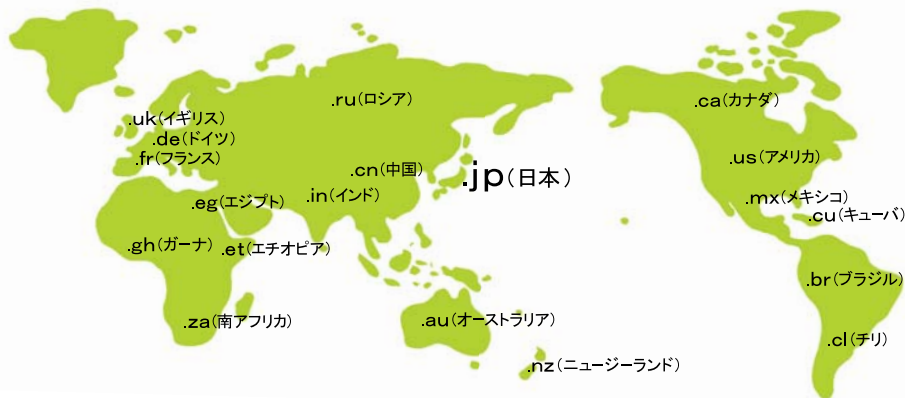 .ru(ロシア)
.ca(カナダ)
.uk(イギリス)
.de(ドイツ)
.fr(フランス)
.us(アメリカ)
.cn(中国)
.jp(日本)
.in(インド)
.mx(メキシコ)
.eg(エジプト)
.cu(キューバ)
.gh(ガーナ)
.et(エチオピア)
.br(ブラジル)
.za(南アフリカ)
.au(オーストラリア)
.cl(チリ)
.nz(ニュージーランド)